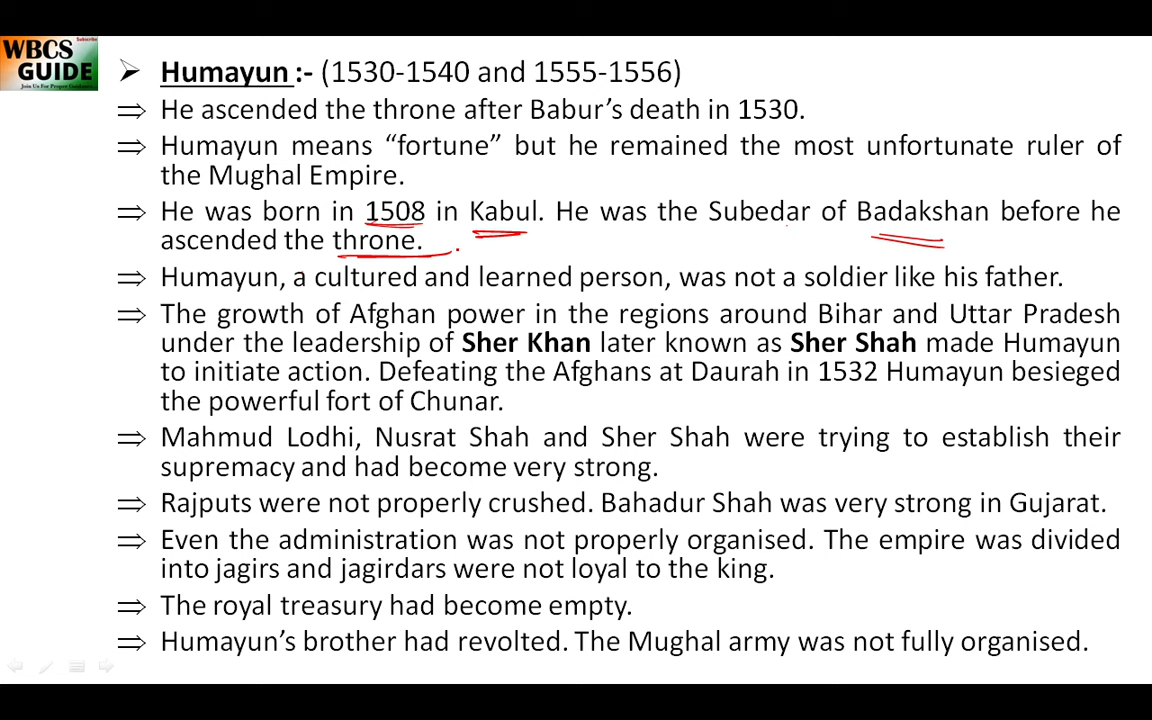 Subscribe
WBCS
GUIDE
Join Us For Proper Guidance
➢ Humayun :- (1530-1540 and 1555-1556)
⇒ He ascended the throne after Babur’s death in 1530.
⇒ Humayun means “fortune” but he remained the most unfortunate ruler of
the Mughal Empire.
⇒ He was born in 1508 in Kabul. He was the Subedar of Badakshan before he
ascended the throne.
⇒ Humayun, a cultured and learned person, was not a soldier like his father.
⇒ The growth of Afghan power in the regions around Bihar and Uttar Pradesh
under the leadership of Sher Khan later known as Sher Shah made Humayun
to initiate action. Defeating the Afghans at Daurah in 1532 Humayun besieged
the powerful fort of Chunar.
⇒ Mahmud Lodhi, Nusrat Shah and Sher Shah were trying to establish their
supremacy and had become very strong.
⇒ Rajputs were not properly crushed. Bahadur Shah was very strong in Gujarat.
⇒ Even the administration was not properly organised. The empire was divided
into jagirs and jagirdars were not loyal to the king.
⇒ The royal treasury had become empty.
⇒ Humayun’s brother had revolted. The Mughal army was not fully organised.